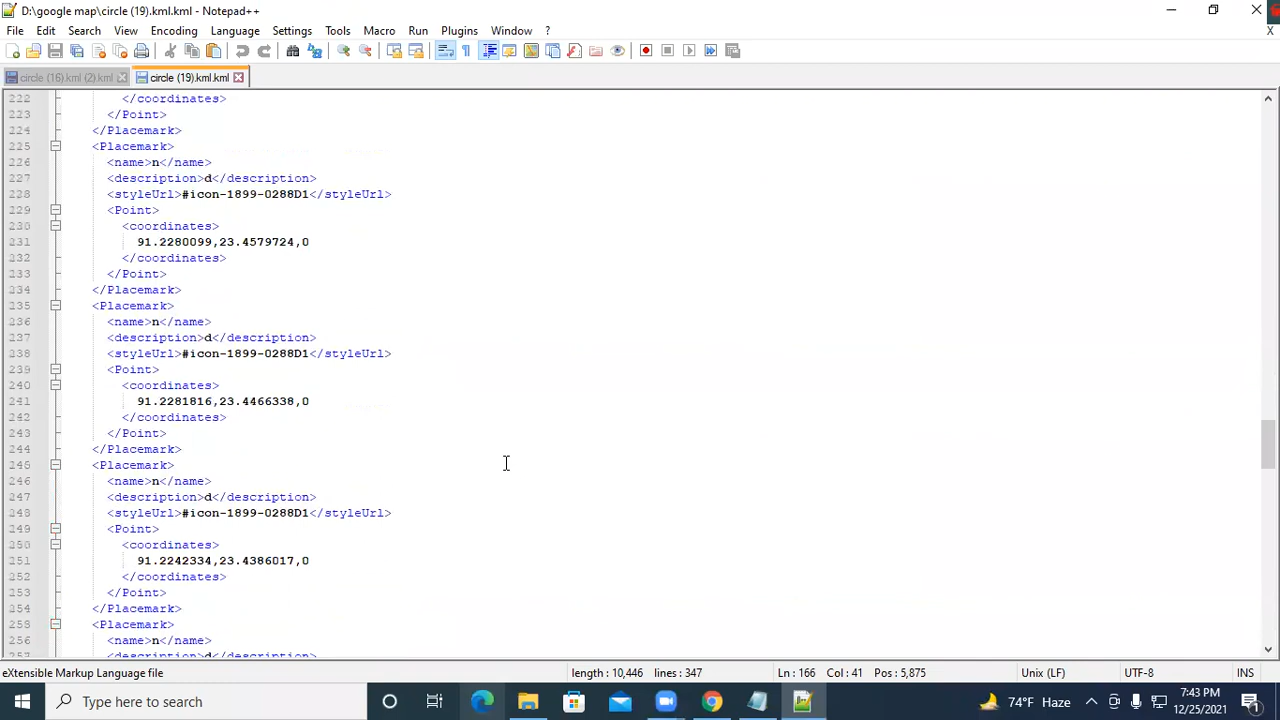 D:\google map\circle (19).kml.kml - Notepad++
File Edit Search View Encoding Language Settings Tools Macro Run Plugins Window ? X
circle (16).kml (2).kml circle (19).kml.kml
222 </coordinates>
223 </Point>
224 </Placemark>
225 <Placemark>
226 <name>n</name>
227 <description>d</description>
228 <styleUrl>#icon-1899-0288D1</styleUrl>
229 <Point>
230 <coordinates>
231 91.2280099,23.4579724,0
232 </coordinates>
233 </Point>
234 </Placemark>
235 <Placemark>
236 <name>n</name>
237 <description>d</description>
238 <styleUrl>#icon-1899-0288D1</styleUrl>
239 <Point>
240 <coordinates>
241 91.2281816,23.4466338,0
242 </coordinates>
243 </Point>
244 </Placemark>
245 <Placemark>
246 <name>n</name>
247 <description>d</description>
248 <styleUrl>#icon-1899-0288D1</styleUrl>
249 <Point>
250 <coordinates>
251 91.2242334,23.4386017,0
252 </coordinates>
253 </Point>
254 </Placemark>
255 <Placemark>
256 <name>n</name>
257 <description>d</description>
eXtensible Markup Language file length : 10,446 lines : 347 Ln : 166 Col : 41 Pos : 5,875 Unix (LF) UTF-8 INS
Type here to search 74°F Haze 7:43 PM
12/25/2021